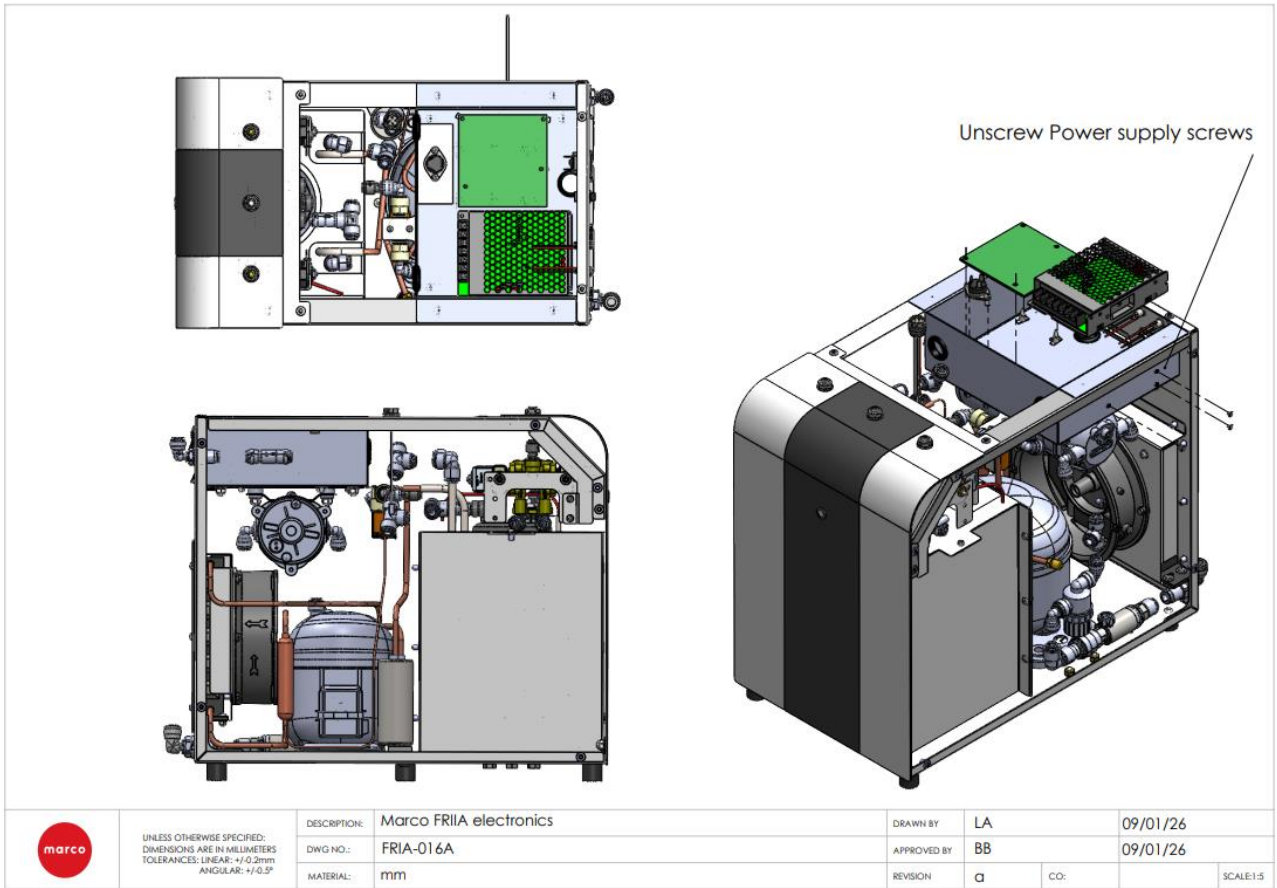 Unscrew Power supply screws
marco
UNLESS OTHERWISE SPECIFIED:
DIMENSIONS ARE IN MILLIMETERS
TOLERANCES: LINEAR: +/-0.2mm
ANGULAR: +/-0.5°
DESCRIPTION: Marco FRIIA electronics
DWG NO.: FRIA-016A
MATERIAL: mm
DRAWN BY LA 09/01/26
APPROVED BY BB 09/01/26
REVISION a CO: SCALE:1:5